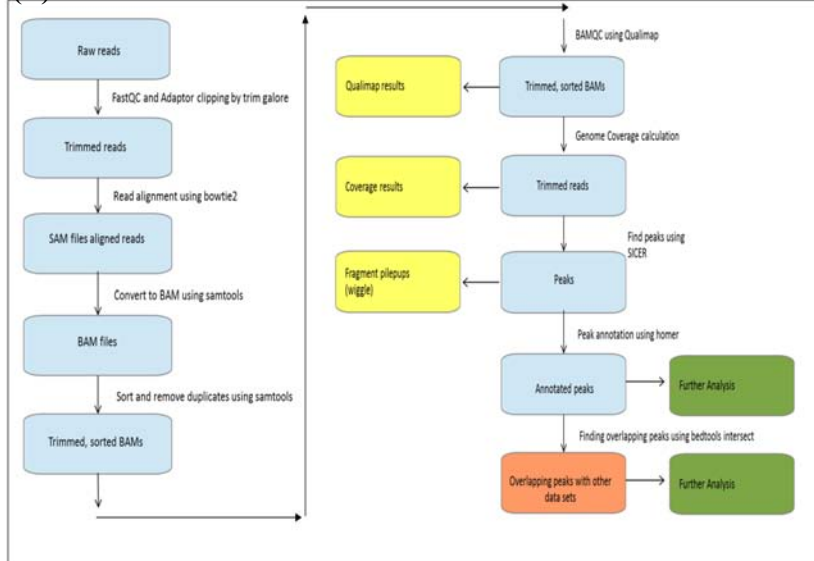 Raw reads
FastQC and Adaptor clipping by trim galore
Trimmed reads
Read alignment using bowtie2
SAM files aligned reads
Convert to BAM using samtools
BAM files
Sort and remove duplicates using samtools
Trimmed, sorted BAMs
BAMQC using Qualimap
Qualimap results
Trimmed, sorted BAMs
Genome Coverage calculation
Coverage results
Trimmed reads
Find peaks using
SICER
Fragment pilepups
(wiggle)
Peaks
Peak annotation using homer
Annotated peaks
Further Analysis
Finding overlapping peaks using bedtools intersect
Overlapping peaks with other
data sets
Further Analysis